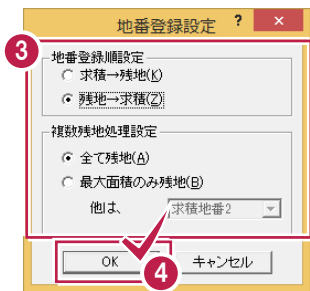 地番登録設定 ? ×
3
地番登録順設定
求積→残地(K)
残地→求積(Z)
複数残地処理設定
全て残地(A)
最大面積のみ残地(B)
他は、 求積地番2
OK キャンセル
4